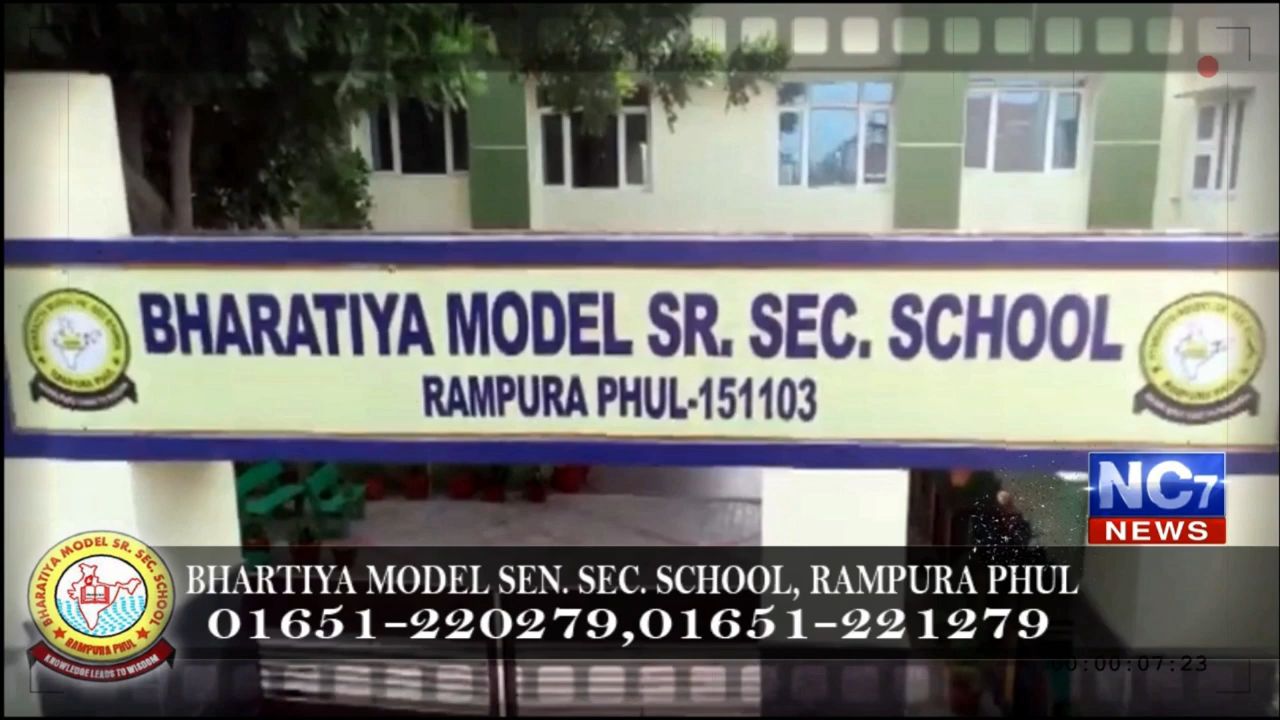 BHARATIYA MODEL SR. SEC. SCHOOL
RAMPURA PHUL-151103
NC7
NEWS
BHARTIYA MODEL SEN. SEC. SCHOOL, RAMPURA PHUL
01651-220279,01651-221279
BHARATIYA MODEL SR. SEC. SCHOOL
RAMPURA PHUL
KNOWLEDGE LEADS TO WISDOM
00:00:07:23